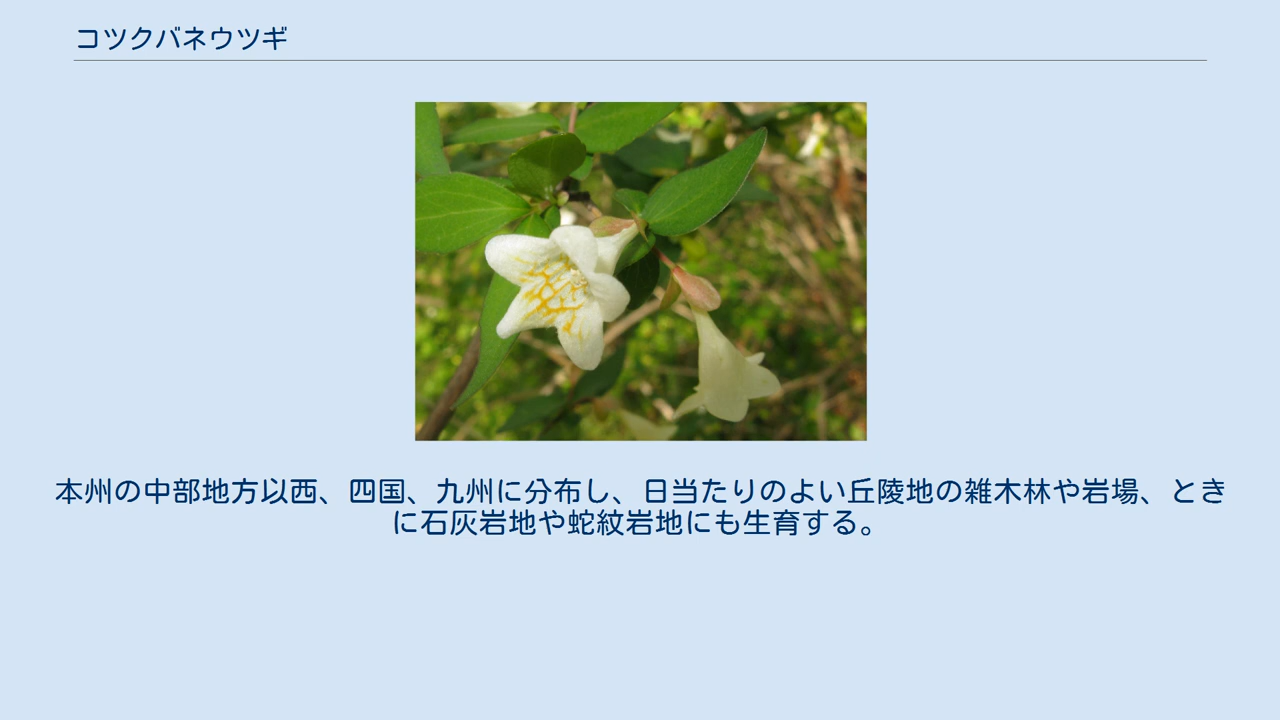 コツクバネウツギ
本州の中部地方以西、四国、九州に分布し、日当たりのよい丘陵地の雑木林や岩場、とき
に石灰岩地や蛇紋岩地にも生育する。